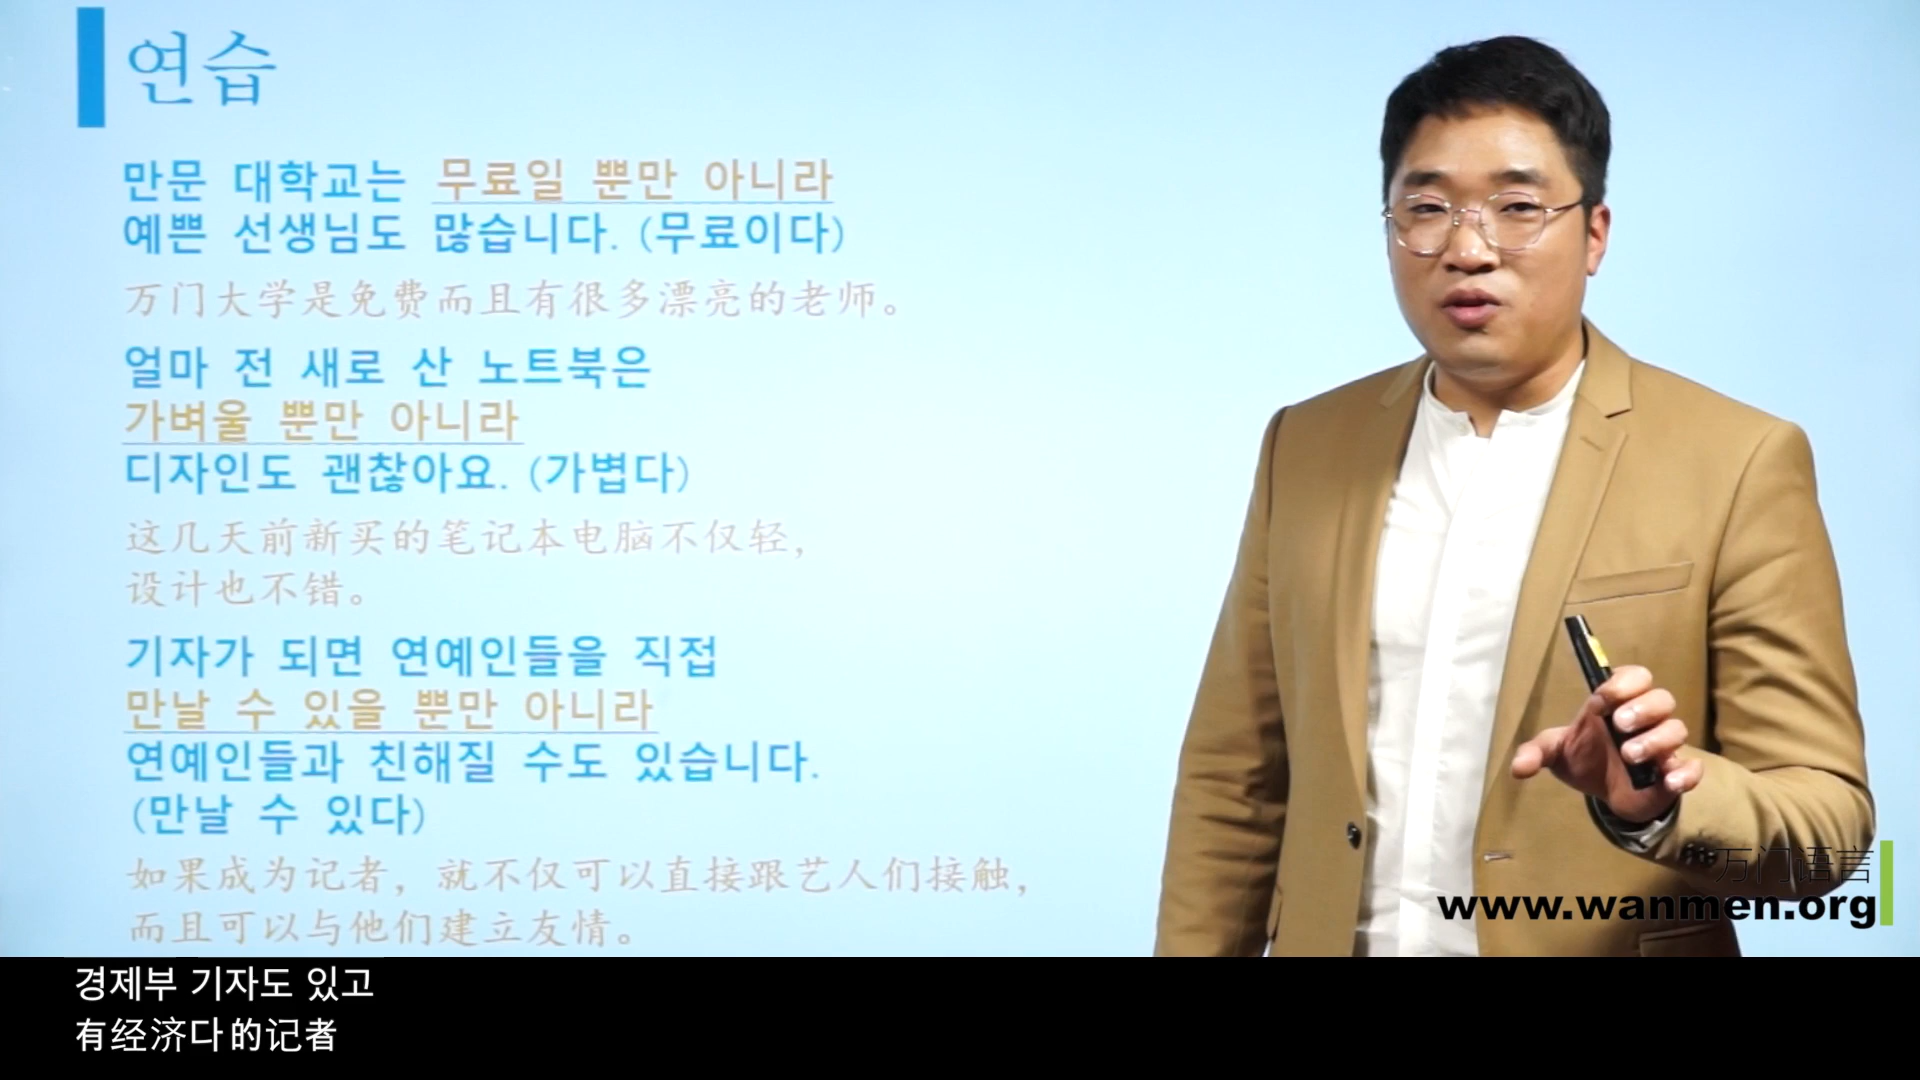 연습
만문 대학교는 무료일 뿐만 아니라
예쁜 선생님도 많습니다. (무료이다)
万门大学是免费而且有很多漂亮的老师。
얼마 전 새로 산 노트북은
가벼울 뿐만 아니라
디자인도 괜찮아요. (가볍다)
这几天前新买的笔记本电脑不仅轻，
设计也不错。
기자가 되면 연예인들을 직접
만날 수 있을 뿐만 아니라
연예인들과 친해질 수도 있습니다.
(만날 수 있다)
如果成为记者，就不仅可以直接跟艺人们接触，
而且可以与他们建立友情。
万门语言
www.wanmen.org
경제부 기자도 있고
有经济다的记者